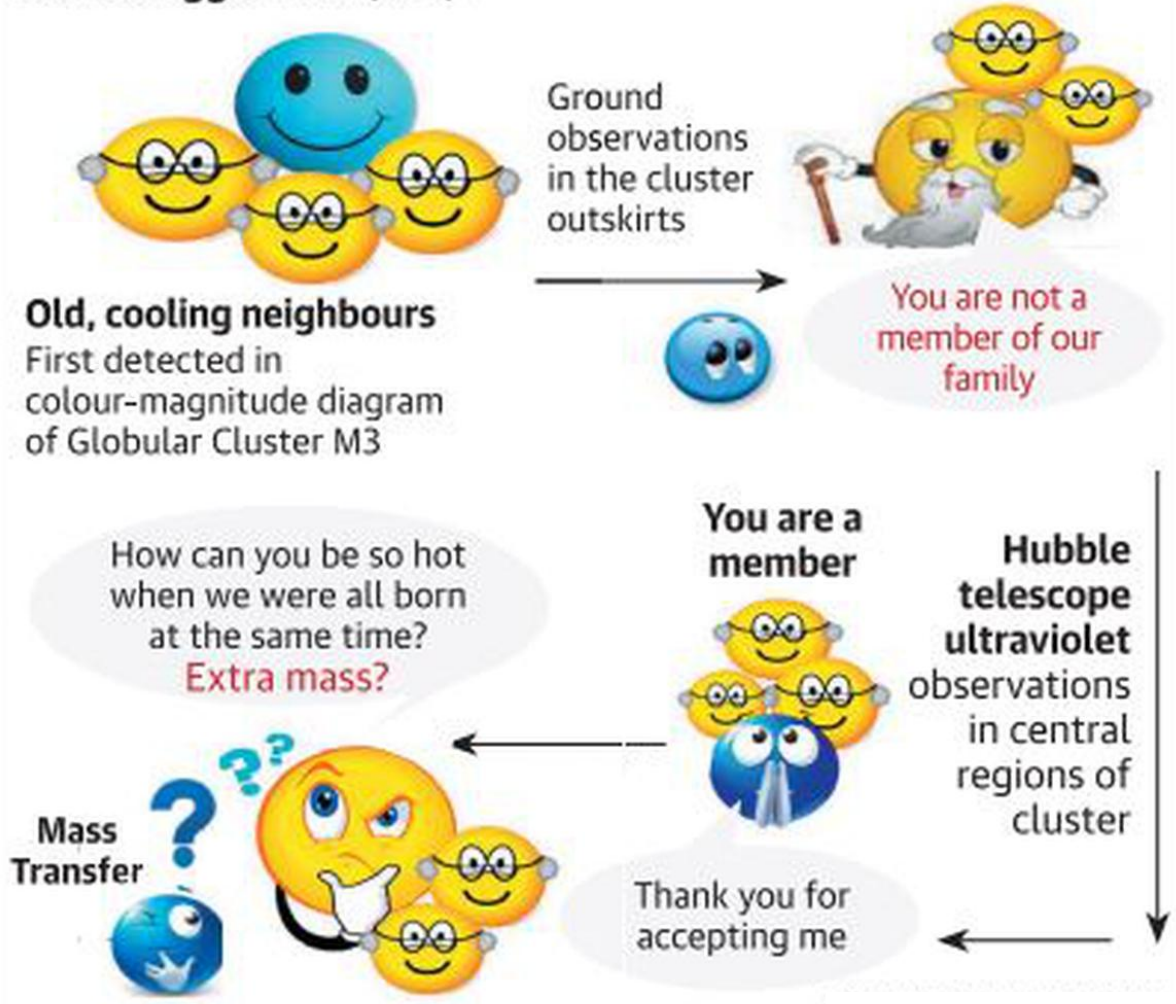 Ground
observations
in the cluster
outskirts
Old, cooling neighbours
First detected in
colour-magnitude diagram
of Globular Cluster M3
You are not a
member of our
family
Hubble
telescope
ultraviolet
observations
in central
regions of
cluster
You are a
member
Thank you for
accepting me
How can you be so hot
when we were all born
at the same time?
Extra mass?
? ? ?
Mass
Transfer